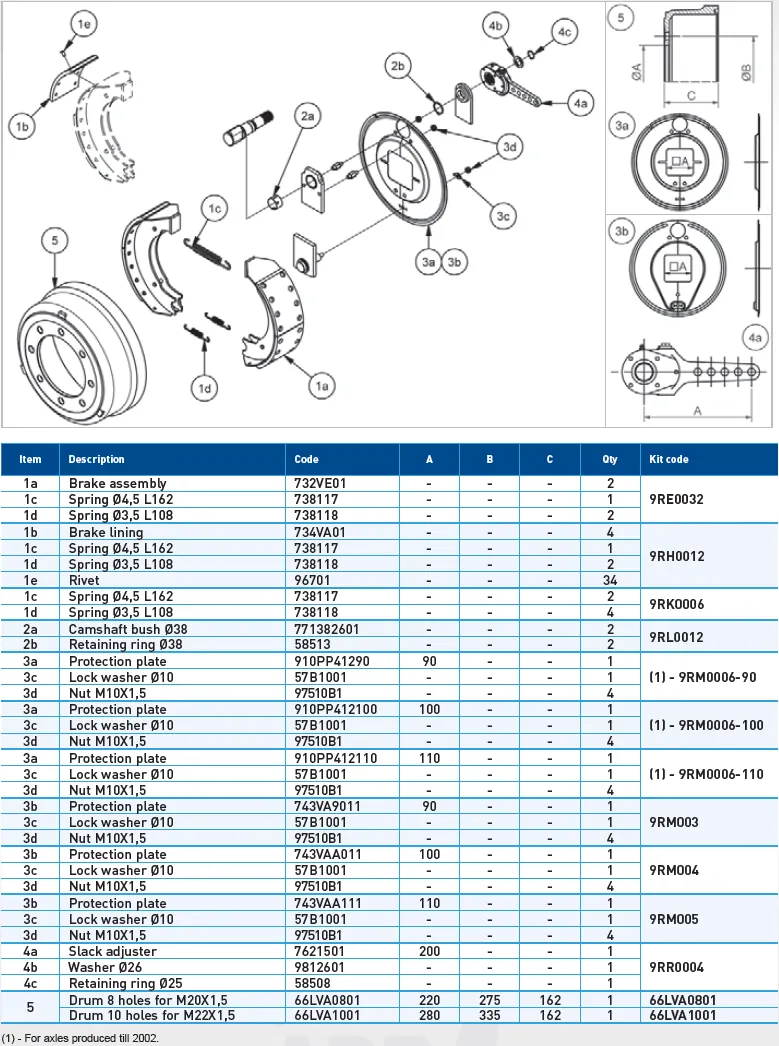 1e
1b
4b
4c
2b
4a
2a
3d
1c
3c
5
3a
3b
1d
1a
5
ØA
ØB
C
3a
□A
3b
□A
4a
A
Item Description Code A B C Qty Kit code
1a Brake assembly 732VE01 - - - 2
1c Spring Ø4,5 L162 738117 - - - 1 9RE0032
1d Spring Ø3,5 L108 738118 - - - 2
1b Brake lining 734VA01 - - - 4
1c Spring Ø4,5 L162 738117 - - - 1
9RH0012
1d Spring Ø3,5 L108 738118 - - - 2
1e Rivet 96701 - - - 34
1c Spring Ø4,5 L162 738117 - - - 2
9RK0006
1d Spring Ø3,5 L108 738118 - - - 4
2a Camshaft bush Ø38 771382601 - - - 2
9RL0012
2b Retaining ring Ø38 58513 - - - 2
3a Protection plate 910PP41290 90 - - 1
3c Lock washer Ø10 57B1001 - - - 1 (1) - 9RM0006-90
3d Nut M10X1,5 97510B1 - - - 4
3a Protection plate 910PP412100 100 - - 1
3c Lock washer Ø10 57B1001 - - - 1 (1) - 9RM0006-100
3d Nut M10X1,5 97510B1 - - - 4
3a Protection plate 910PP412110 110 - - 1
3c Lock washer Ø10 57B1001 - - - 1 (1) - 9RM0006-110
3d Nut M10X1,5 97510B1 - - - 4
3b Protection plate 743VA9011 90 - - 1
3c Lock washer Ø10 57B1001 - - - 1 9RM003
3d Nut M10X1,5 97510B1 - - - 4
3b Protection plate 743VAA011 100 - - 1
3c Lock washer Ø10 57B1001 - - - 1 9RM004
3d Nut M10X1,5 97510B1 - - - 4
3b Protection plate 743VAA111 110 - - 1
3c Lock washer Ø10 57B1001 - - - 1 9RM005
3d Nut M10X1,5 97510B1 - - - 4
4a Slack adjuster 7621501 200 - - 1
4b Washer Ø26 9812601 - - - 1 9RR0004
4c Retaining ring Ø25 58508 - - - 1
5 Drum 8 holes for M20X1,5 66LVA0801 220 275 162 1 66LVA0801
Drum 10 holes for M22X1,5 66LVA1001 280 335 162 1 66LVA1001
(1) - For axles produced till 2002.